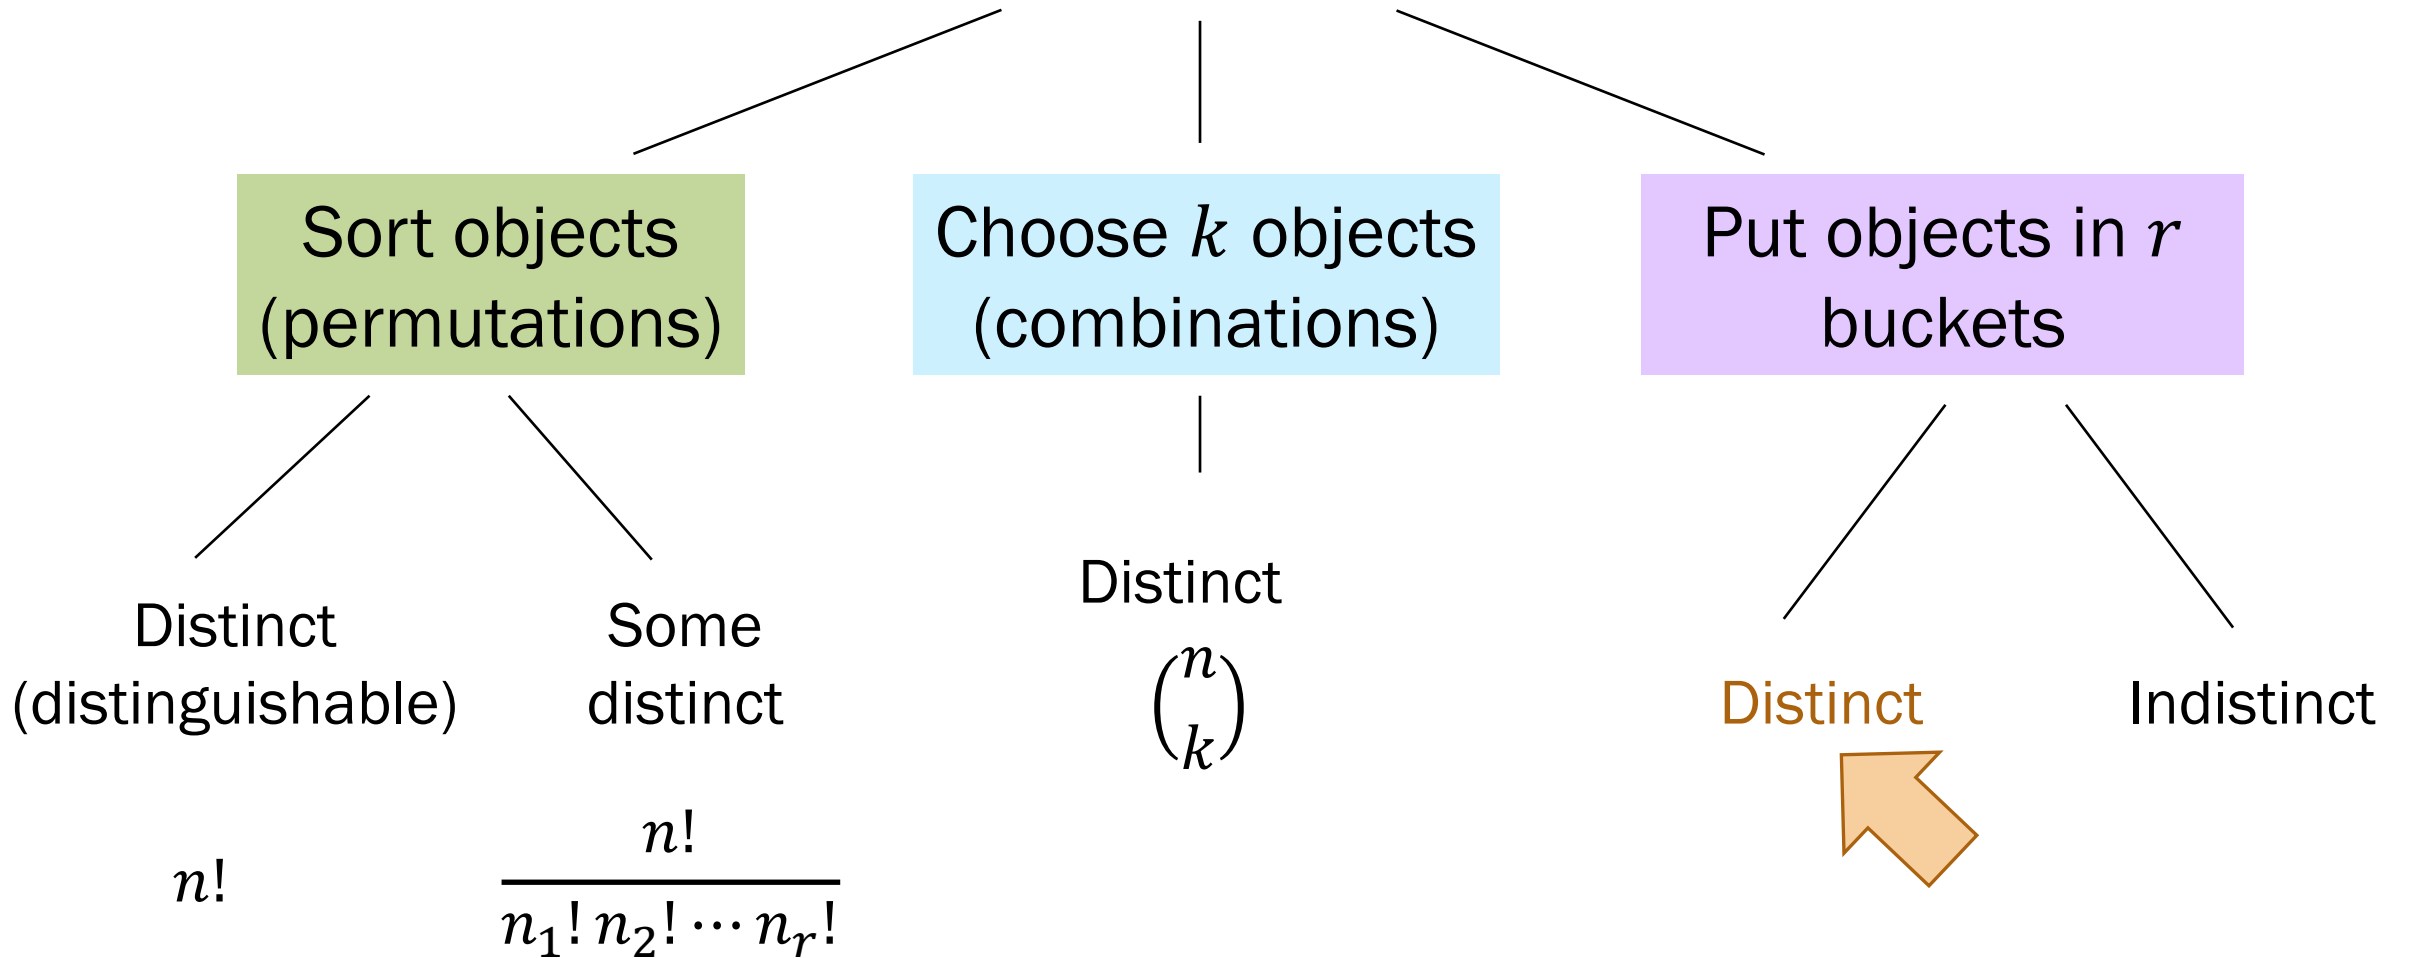 Sort objects
(permutations)
Choose k objects
(combinations)
Put objects in r
buckets
Distinct
(distinguishable)
Some
distinct
Distinct
(n
k)
Distinct
Indistinct
n!
n!
n₁! n₂! ⋯ nᵣ!